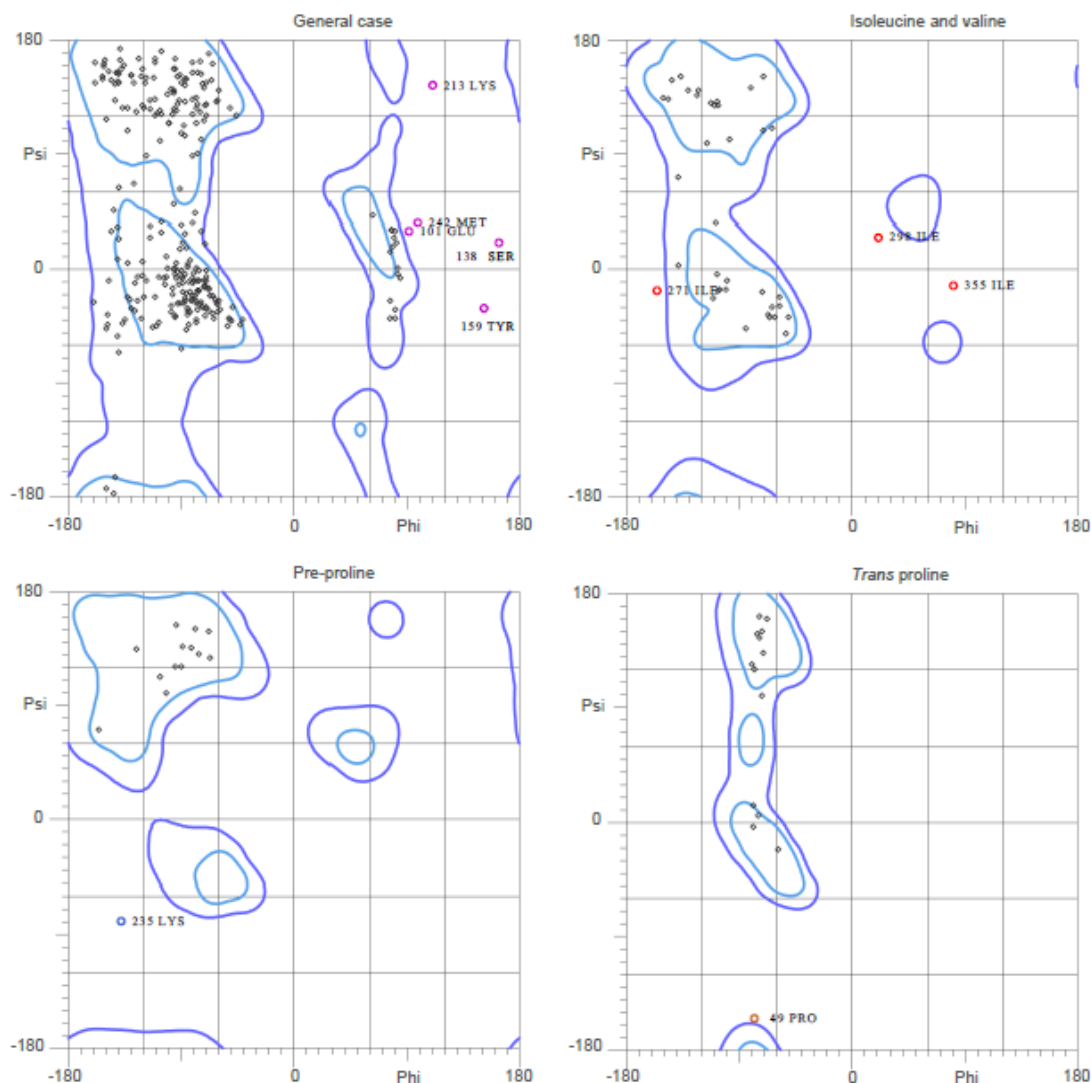 General case
180
213 LYS
Psi
242 MET
101 GLU
0
138 SER
159 TYR
-180
-180
0
Phi
180
Isoleucine and valine
180
Psi
298 ILE
0
271 ILE
355 ILE
-180
-180
0
Phi
180
Pre-proline
180
Psi
0
235 LYS
-180
-180
0
Phi
180
Trans proline
180
Psi
0
49 PRO
-180
-180
0
Phi
180